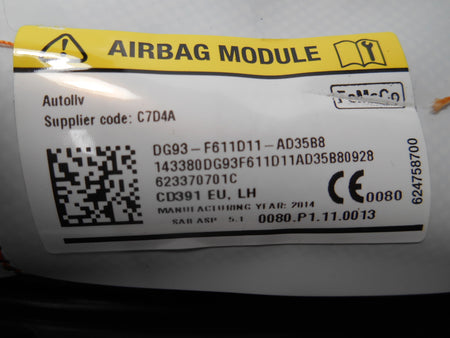 AIRBAG MODULE
Autoliv
FoMoCo
Supplier code: C7D4A
DG93-F611D11-AD35B8
143380DG93F611D11AD35B80928
623370701C
CD391 EU, LH
CE 0080
MANUFACTURING YEAR: 2014
SAB ASP 5.1 0080.P1.11.0013
624758700